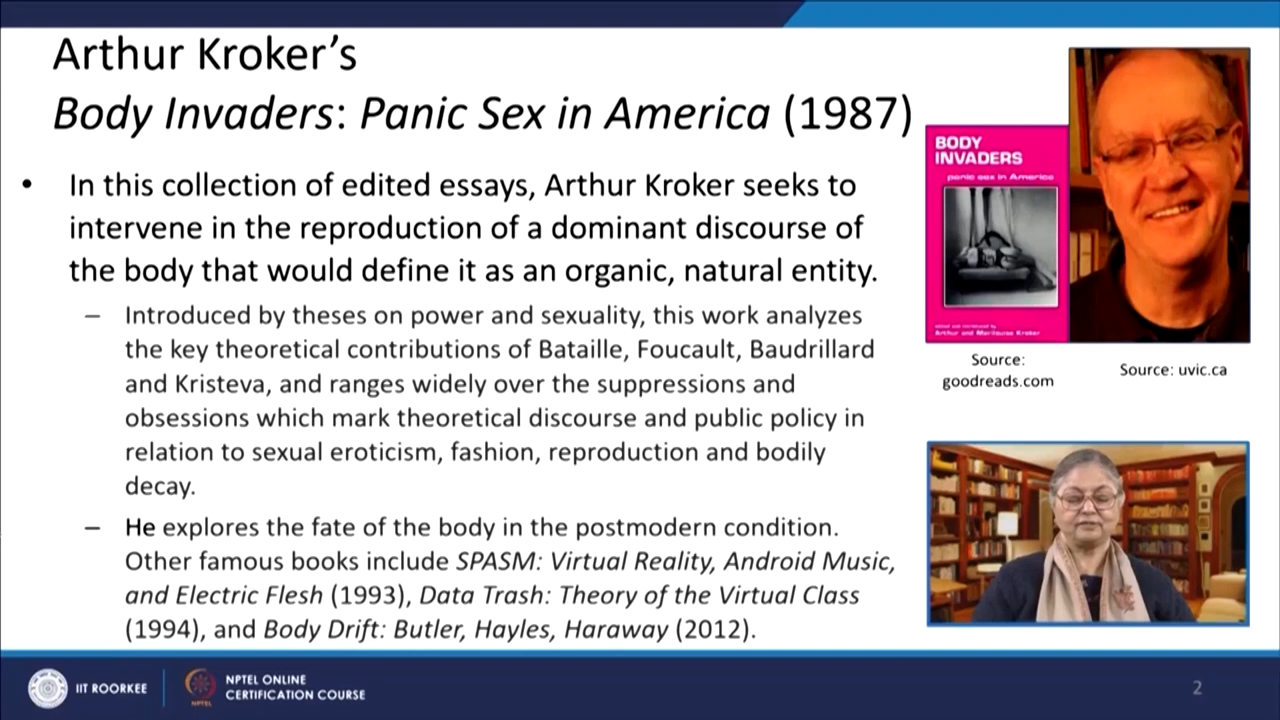 Arthur Kroker’s
Body Invaders: Panic Sex in America (1987)
• In this collection of edited essays, Arthur Kroker seeks to
intervene in the reproduction of a dominant discourse of
the body that would define it as an organic, natural entity.
– Introduced by theses on power and sexuality, this work analyzes
the key theoretical contributions of Bataille, Foucault, Baudrillard
and Kristeva, and ranges widely over the suppressions and
obsessions which mark theoretical discourse and public policy in
relation to sexual eroticism, fashion, reproduction and bodily
decay.
– He explores the fate of the body in the postmodern condition.
Other famous books include SPASM: Virtual Reality, Android Music,
and Electric Flesh (1993), Data Trash: Theory of the Virtual Class
(1994), and Body Drift: Butler, Hayles, Haraway (2012).
BODY
INVADERS
panic sex in America
edited and introduced by
Arthur and Marilouise Kroker
Source:
goodreads.com
Source: uvic.ca
IIT ROORKEE
NPTEL
NPTEL ONLINE
CERTIFICATION COURSE
2